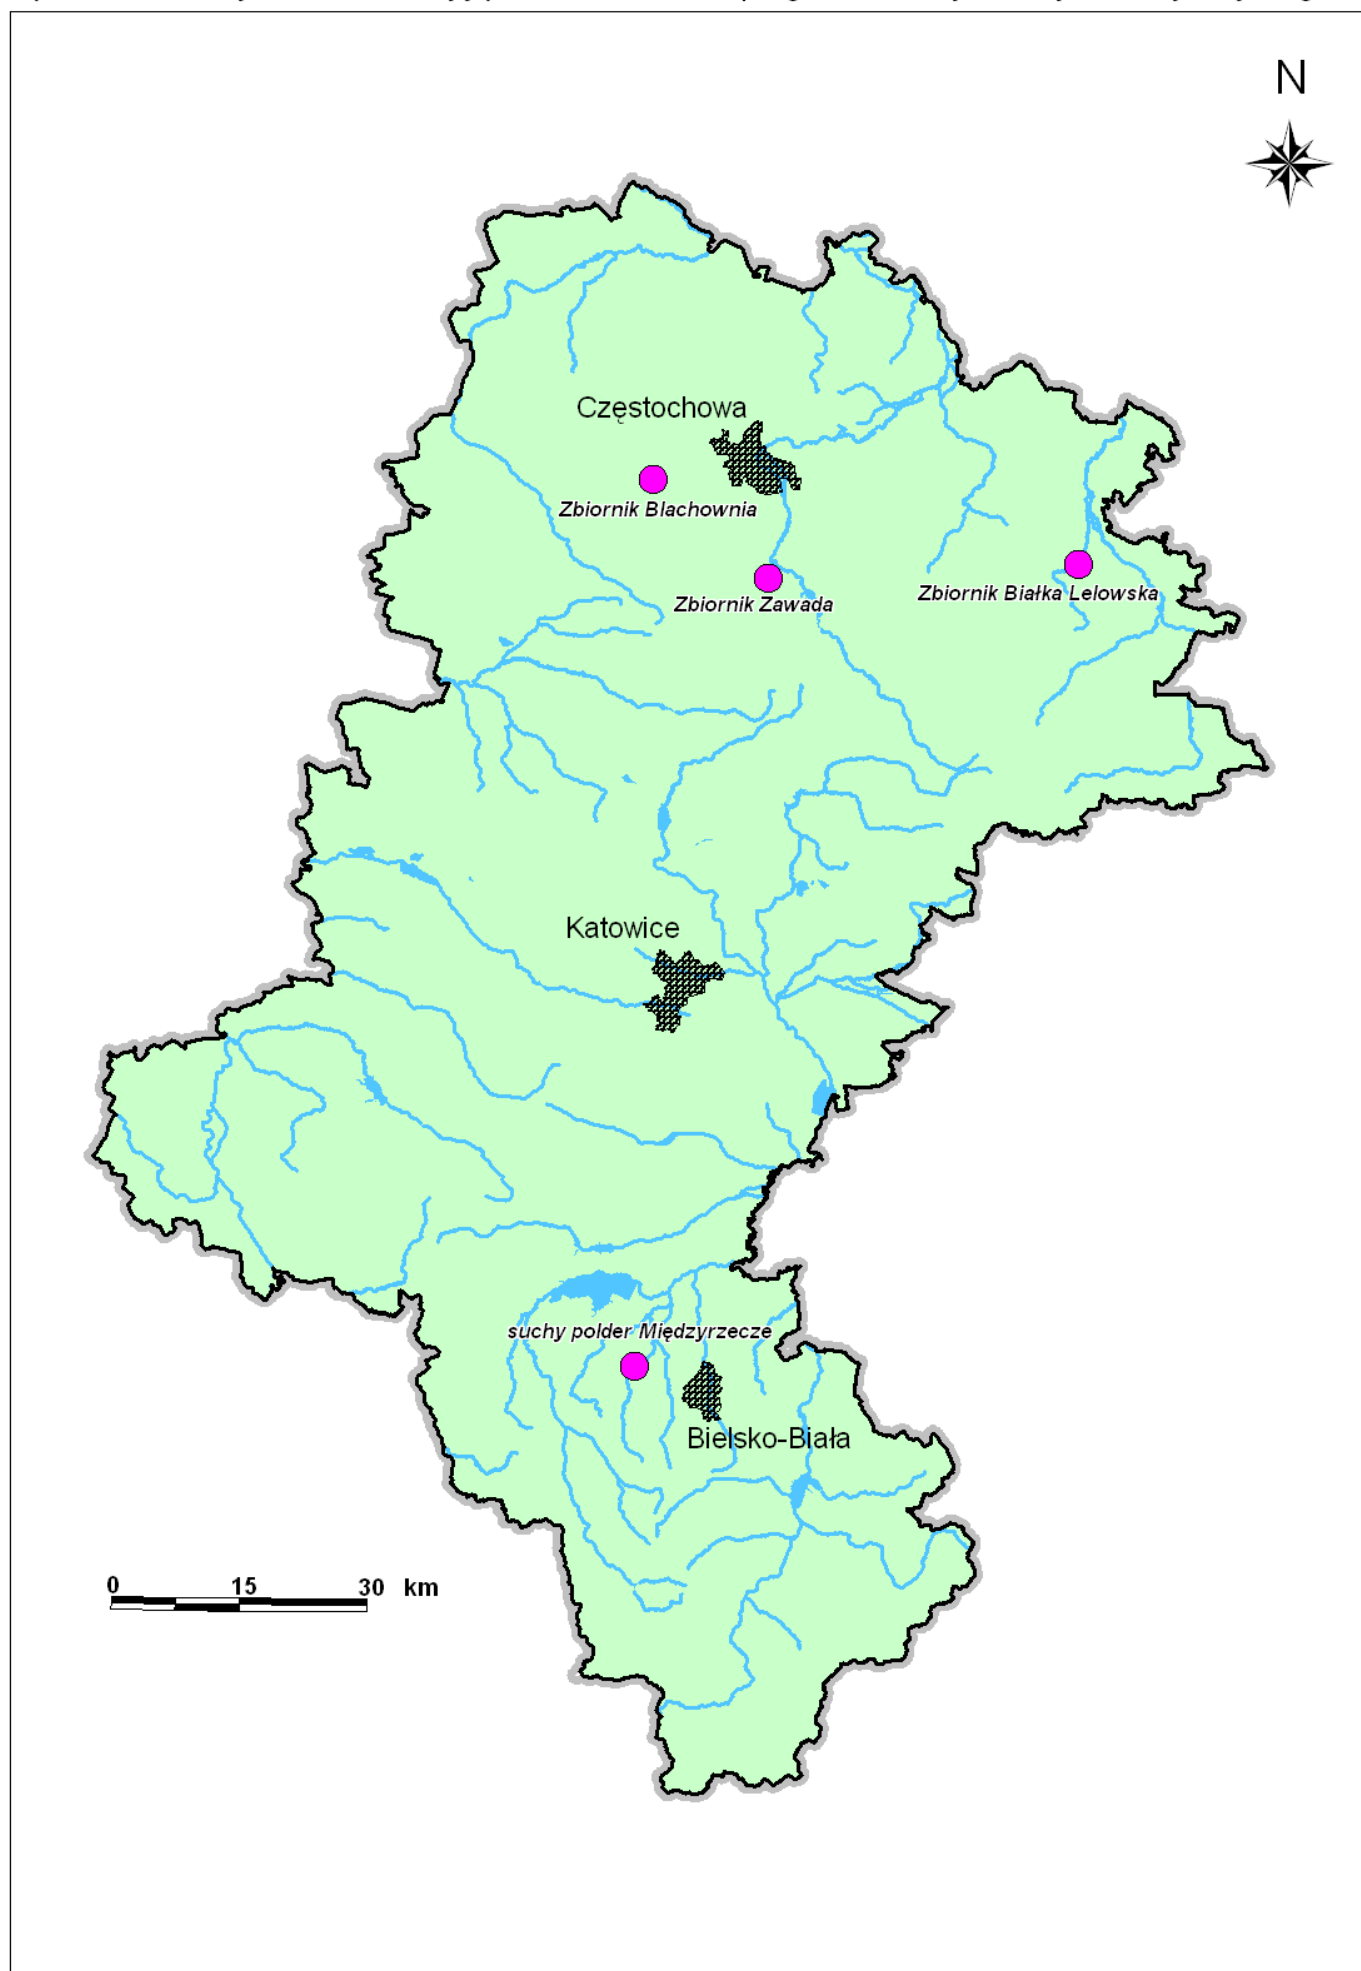 N
Częstochowa
Zbiornik Blachownia
Zbiornik Zawada
Zbiornik Białka Lelowska
Katowice
suchy polder Międzyrzecze
Bielsko-Biała
0 15 30 km